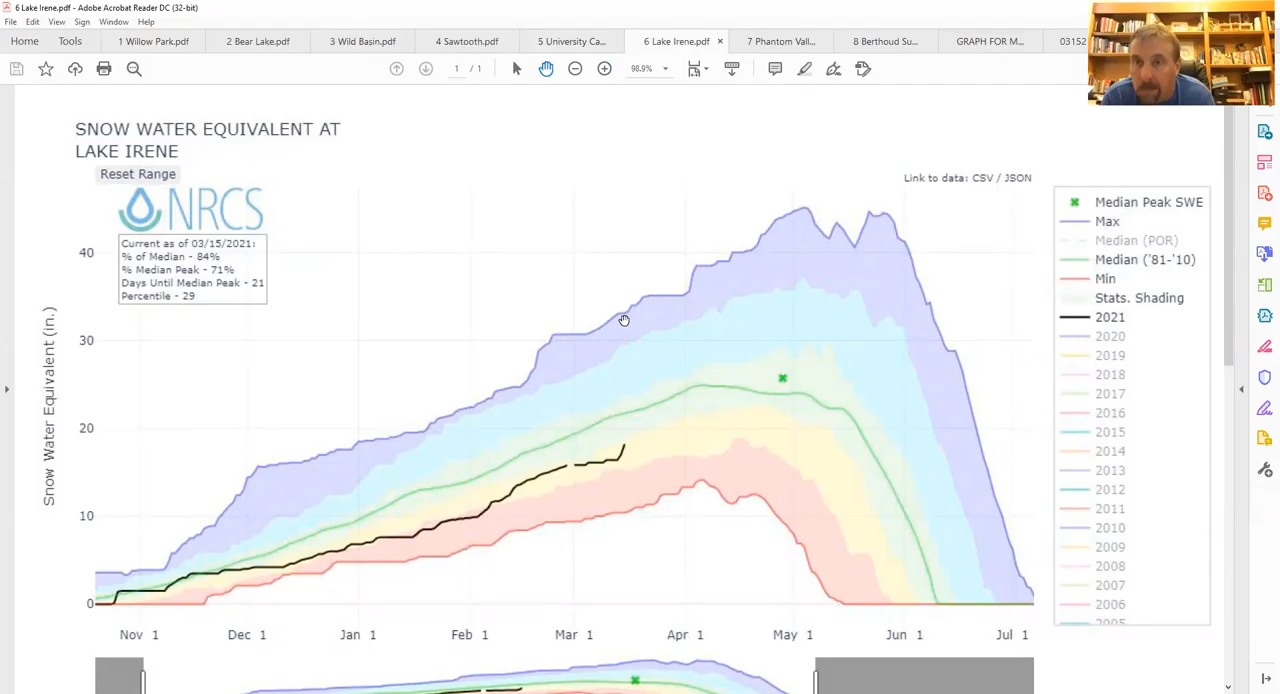 6 Lake Irene.pdf - Adobe Acrobat Reader DC (32-bit)
File Edit View Sign Window Help
Home Tools 1 Willow Park.pdf 2 Bear Lake.pdf 3 Wild Basin.pdf 4 Sawtooth.pdf 5 University Ca... 6 Lake Irene.pdf × 7 Phantom Vall... 8 Berthoud Su... GRAPH FOR M... 03152
1 / 1 98.9%
SNOW WATER EQUIVALENT AT
LAKE IRENE
Reset Range
Link to data: CSV / JSON
NRCS
Current as of 03/15/2021:
% of Median - 84%
% Median Peak - 71%
Days Until Median Peak - 21
Percentile - 29
Snow Water Equivalent (in.)
40
30
20
10
0
Nov 1 Dec 1 Jan 1 Feb 1 Mar 1 Apr 1 May 1 Jun 1 Jul 1
Median Peak SWE
Max
Median (POR)
Median ('81-'10)
Min
Stats. Shading
2021
2020
2019
2018
2017
2016
2015
2014
2013
2012
2011
2010
2009
2008
2007
2006
2005